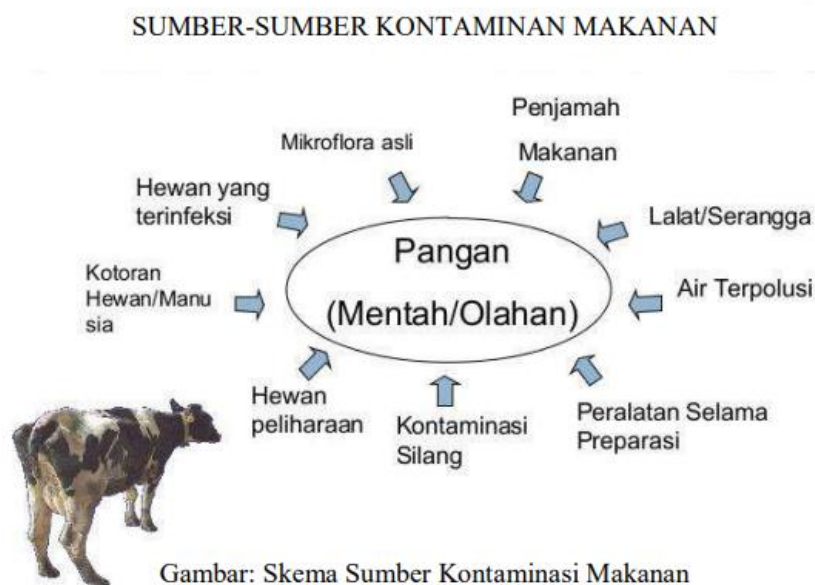 SUMBER-SUMBER KONTAMINAN MAKANAN
Penjamah
Makanan
Mikroflora asli
Hewan yang
terinfeksi
Lalat/Serangga
Pangan
(Mentah/Olahan)
Kotoran
Hewan/Manu
sia
Air Terpolusi
Hewan
peliharaan
Kontaminasi
Silang
Peralatan Selama
Preparasi
Gambar: Skema Sumber Kontaminasi Makanan